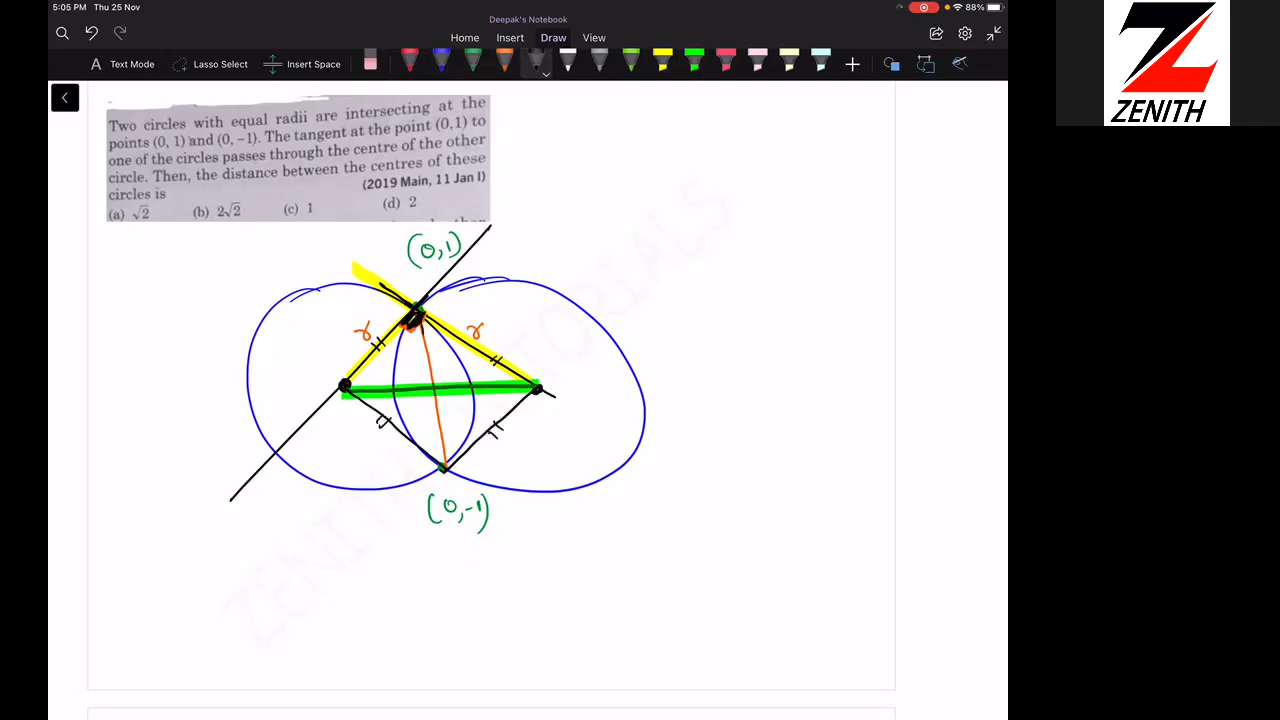 5:05 PM Thu 25 Nov
88%
Deepak's Notebook
Home Insert Draw View
Text Mode Lasso Select Insert Space
ZENITH
Two circles with equal radii are intersecting at the
points (0, 1) and (0, −1). The tangent at the point (0,1) to
one of the circles passes through the centre of the other
circle. Then, the distance between the centres of these
circles is (2019 Main, 11 Jan I)
(a) √2 (b) 2√2 (c) 1 (d) 2
(0,1)
r r
(0,-1)
ZENITH TUTORIALS